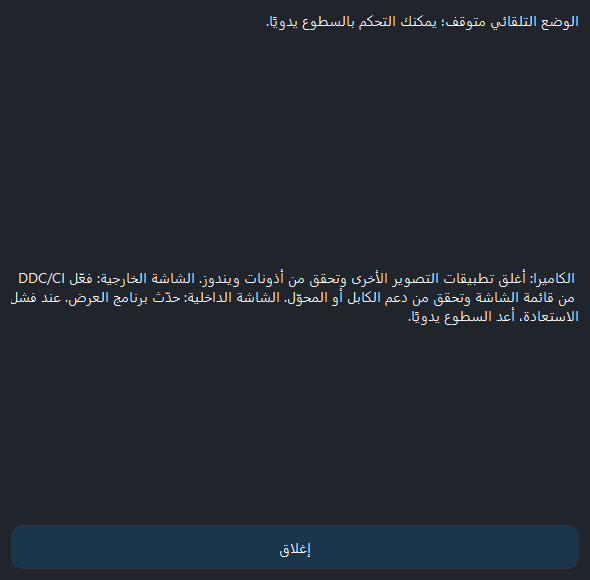 الوضع التلقائي متوقف؛ يمكنك التحكم بالسطوع يدويًا.
الكاميرا: أغلق تطبيقات التصوير الأخرى وتحقق من أذونات ويندوز. الشاشة الخارجية: فعّل DDC/CI
من قائمة الشاشة وتحقق من دعم الكابل أو المحوّل. الشاشة الداخلية: حدّث برنامج العرض. عند فشل
الاستعادة، أعد السطوع يدويًا.
إغلاق